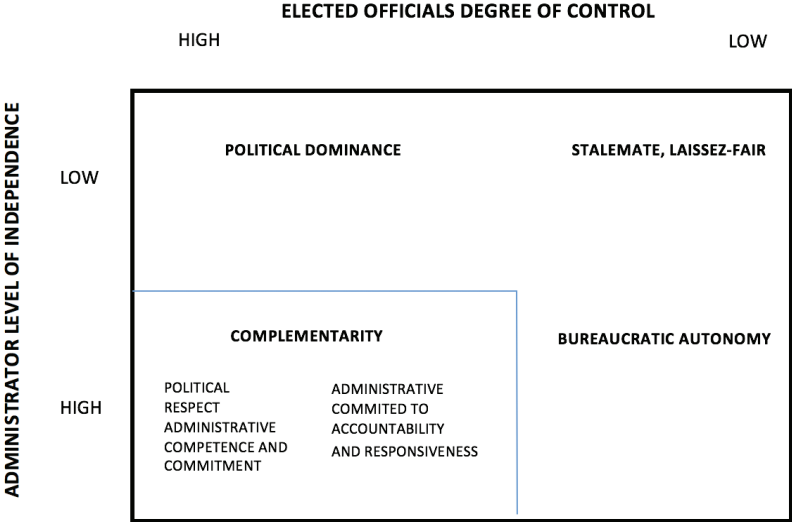 ELECTED OFFICIALS DEGREE OF CONTROL
HIGH
LOW
ADMINISTRATOR LEVEL OF INDEPENDENCE
LOW
POLITICAL DOMINANCE
STALEMATE, LAISSEZ-FAIR
HIGH
COMPLEMENTARITY
POLITICAL
RESPECT
ADMINISTRATIVE
COMPETENCE AND
COMMITMENT
ADMINISTRATIVE
COMMITED TO
ACCOUNTABILITY
AND RESPONSIVENESS
BUREAUCRATIC AUTONOMY